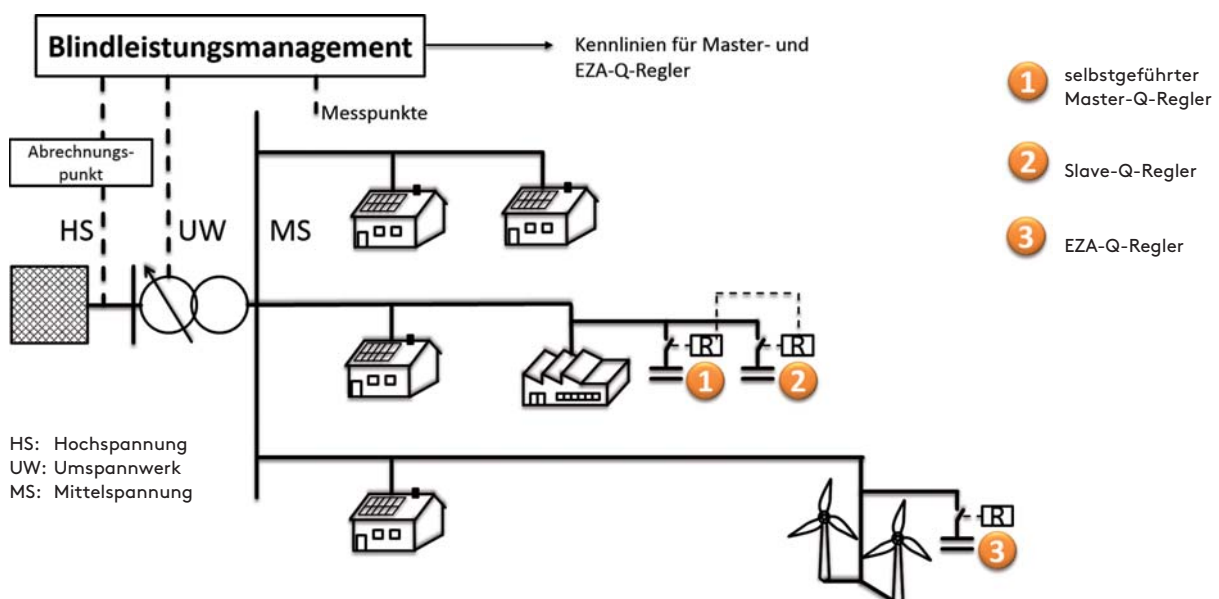 Blindleistungsmanagement
Kennlinien für Master- und
EZA-Q-Regler
Messpunkte
Abrechnungs-
punkt
HS
UW
MS
1
selbstgeführter
Master-Q-Regler
2
Slave-Q-Regler
3
EZA-Q-Regler
R'
1
R
2
HS: Hochspannung
UW: Umspannwerk
MS: Mittelspannung
R
3